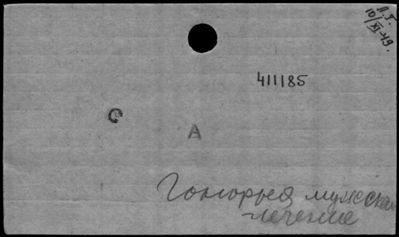 Л.Г.
10/XI-49.
411185
С
А
Гонорея мужская
лечение